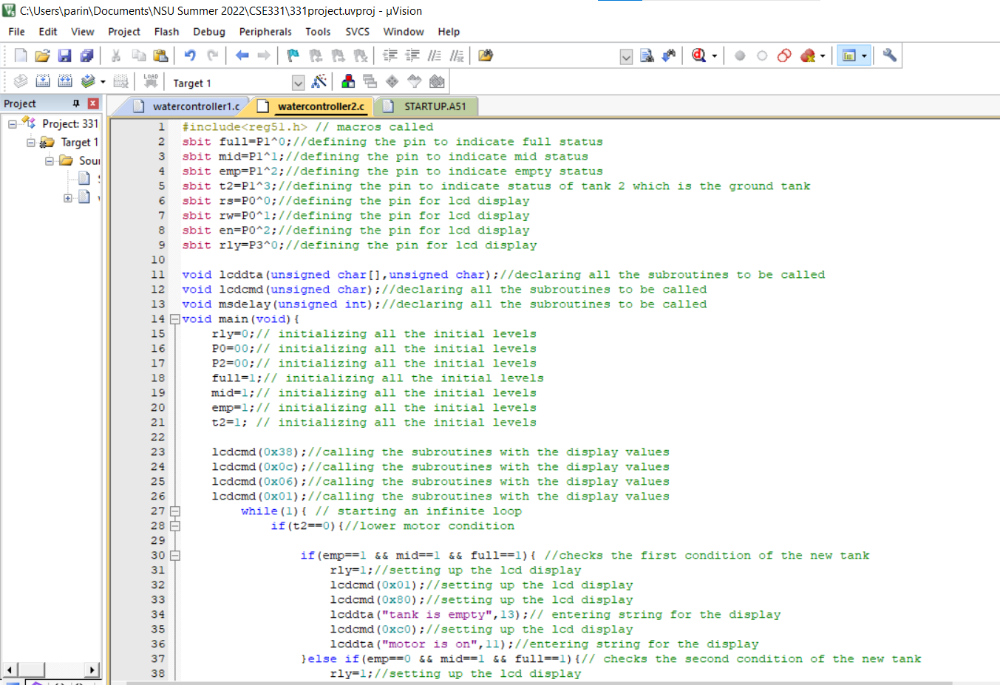 C:\Users\parin\Documents\NSU Summer 2022\CSE331\331project.uvproj - µVision
File Edit View Project Flash Debug Peripherals Tools SVCS Window Help
LOAD Target 1
Project watercontroller1.c watercontroller2.c STARTUP.A51
Project: 331
Target 1
Sour
1 #include<reg51.h> // macros called
2 sbit full=P1^0;//defining the pin to indicate full status
3 sbit mid=P1^1;//defining the pin to indicate mid status
4 sbit emp=P1^2;//defining the pin to indicate empty status
5 sbit t2=P1^3;//defining the pin to indicate status of tank 2 which is the ground tank
6 sbit rs=P0^0;//defining the pin for lcd display
7 sbit rw=P0^1;//defining the pin for lcd display
8 sbit en=P0^2;//defining the pin for lcd display
9 sbit rly=P3^0;//defining the pin for lcd display
10
11 void lcddta(unsigned char[],unsigned char);//declaring all the subroutines to be called
12 void lcdcmd(unsigned char);//declaring all the subroutines to be called
13 void msdelay(unsigned int);//declaring all the subroutines to be called
14 void main(void){
15 rly=0;// initializing all the initial levels
16 P0=00;// initializing all the initial levels
17 P2=00;// initializing all the initial levels
18 full=1;// initializing all the initial levels
19 mid=1;// initializing all the initial levels
20 emp=1;// initializing all the initial levels
21 t2=1; // initializing all the initial levels
22
23 lcdcmd(0x38);//calling the subroutines with the display values
24 lcdcmd(0x0c);//calling the subroutines with the display values
25 lcdcmd(0x06);//calling the subroutines with the display values
26 lcdcmd(0x01);//calling the subroutines with the display values
27 while(1){ // starting an infinite loop
28 if(t2==0){//lower motor condition
29
30 if(emp==1 && mid==1 && full==1){ //checks the first condition of the new tank
31 rly=1;//setting up the lcd display
32 lcdcmd(0x01);//setting up the lcd display
33 lcdcmd(0x80);//setting up the lcd display
34 lcddta("tank is empty",13);// entering string for the display
35 lcdcmd(0xc0);//setting up the lcd display
36 lcddta("motor is on",11);//entering string for the display
37 }else if(emp==0 && mid==1 && full==1){// checks the second condition of the new tank
38 rly=1;//setting up the lcd display